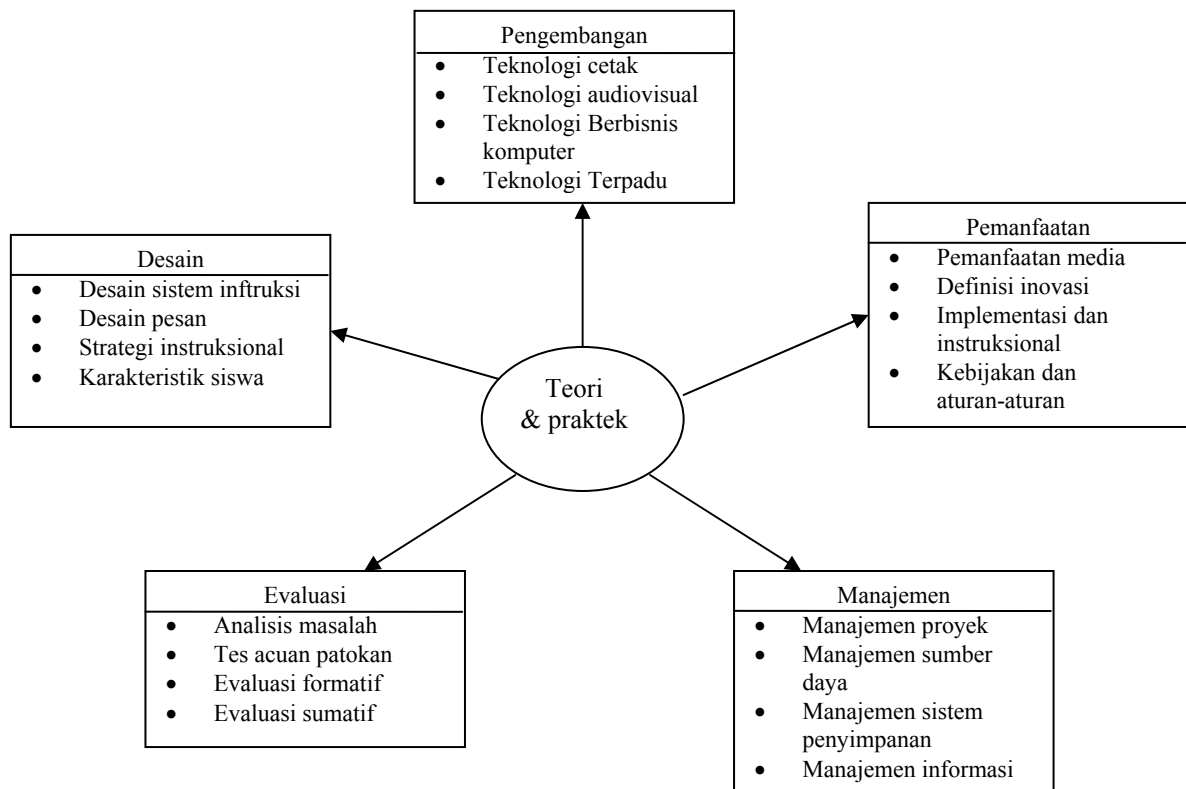 Pengembangan
• Teknologi cetak
• Teknologi audiovisual
• Teknologi Berbisnis
komputer
• Teknologi Terpadu
Pemanfaatan
• Pemanfaatan media
• Definisi inovasi
• Implementasi dan
instruksional
• Kebijakan dan
aturan-aturan
Desain
• Desain sistem inftruksi
• Desain pesan
• Strategi instruksional
• Karakteristik siswa
Teori
& praktek
Evaluasi
• Analisis masalah
• Tes acuan patokan
• Evaluasi formatif
• Evaluasi sumatif
Manajemen
• Manajemen proyek
• Manajemen sumber
daya
• Manajemen sistem
penyimpanan
• Manajemen informasi